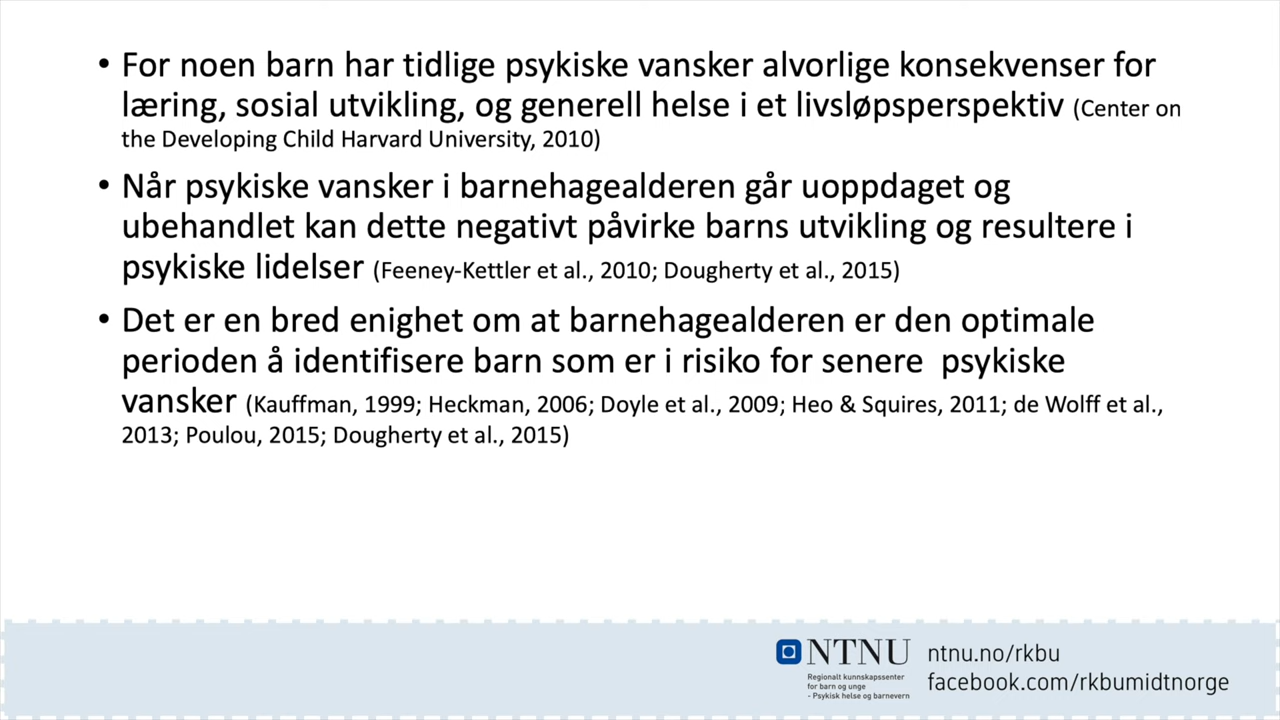 • For noen barn har tidlige psykiske vansker alvorlige konsekvenser for
læring, sosial utvikling, og generell helse i et livsløpsperspektiv (Center on
the Developing Child Harvard University, 2010)
• Når psykiske vansker i barnehagealderen går uoppdaget og
ubehandlet kan dette negativt påvirke barns utvikling og resultere i
psykiske lidelser (Feeney-Kettler et al., 2010; Dougherty et al., 2015)
• Det er en bred enighet om at barnehagealderen er den optimale
perioden å identifisere barn som er i risiko for senere  psykiske
vansker (Kauffman, 1999; Heckman, 2006; Doyle et al., 2009; Heo & Squires, 2011; de Wolff et al.,
2013; Poulou, 2015; Dougherty et al., 2015)
NTNU
Regionalt kunnskapssenter
for barn og unge
- Psykisk helse og barnevern
ntnu.no/rkbu
facebook.com/rkbumidtnorge